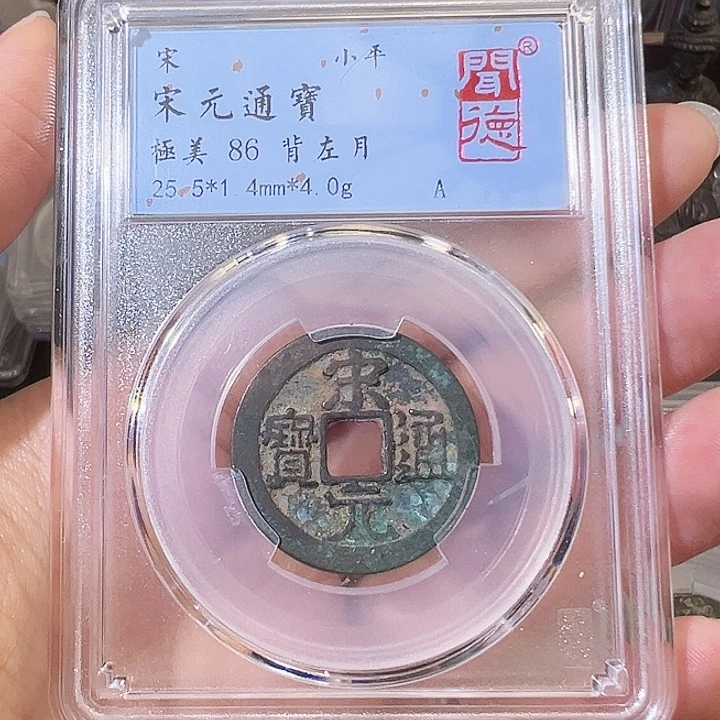 宋 小平
宋元通寶
極美 86 背左月
25.5*1.4mm*4.0g A
聞德®
宋元通寶